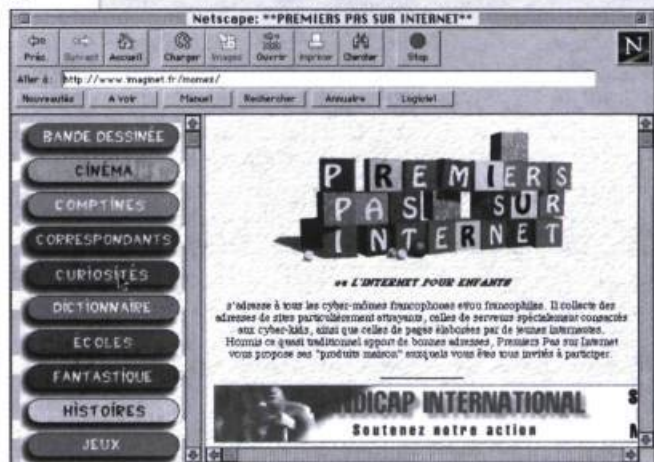 Netscape: **PREMIERS PAS SUR INTERNET**
Préc. Suivant Accueil Charger Images Ouvrir Imprimer Chercher Stop
N
Aller à : http://www.imaginet.fr/momes/
Nouveautés A voir Manuel Rechercher Annuaire Logiciel
BANDE DESSINÉE
CINÉMA
COMPTINES
CORRESPONDANTS
CURIOSITÉS
DICTIONNAIRE
ECOLES
FANTASTIQUE
HISTOIRES
JEUX
PREMIERS
PAS SUR
INTERNET
ou L'INTERNET POUR ENFANTS
s'adresse à tous les cyber-mômes francophones et/ou francophiles. Il collecte des
adresses de sites particulièrement attrayants, celles de serveurs spécialement consacrés
aux cyber-kids, ainsi que celles de pages élaborées par de jeunes internautes.
Hormis ce quasi traditionnel apport de bonnes adresses, Premiers Pas sur Internet
vous propose ses "produits maison" auxquels vous êtes tous invités à participer.
NDICAP INTERNATIONAL
Soutenez notre action
S
N